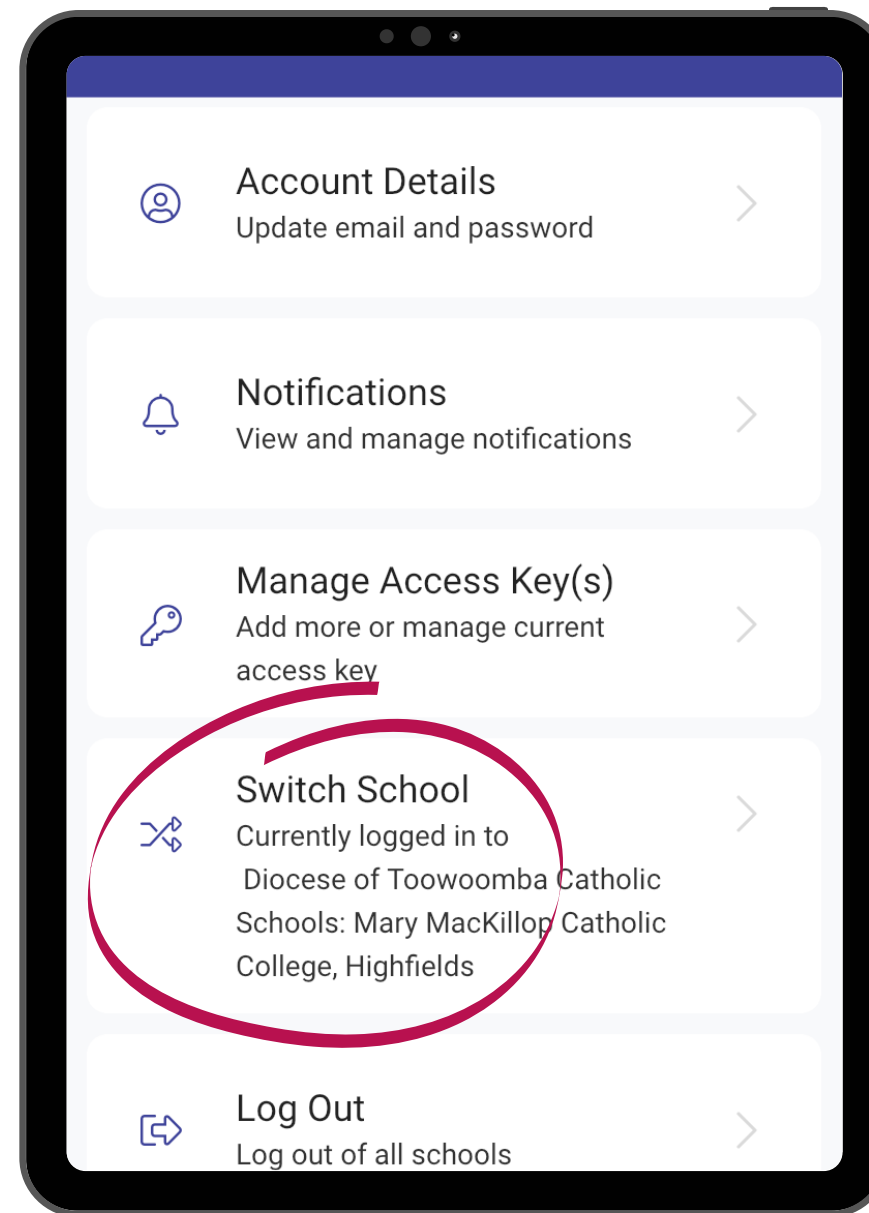 Account Details
Update email and password
Notifications
View and manage notifications
Manage Access Key(s)
Add more or manage current
access key
Switch School
Currently logged in to
Diocese of Toowoomba Catholic
Schools: Mary MacKillop Catholic
College, Highfields
Log Out
Log out of all schools